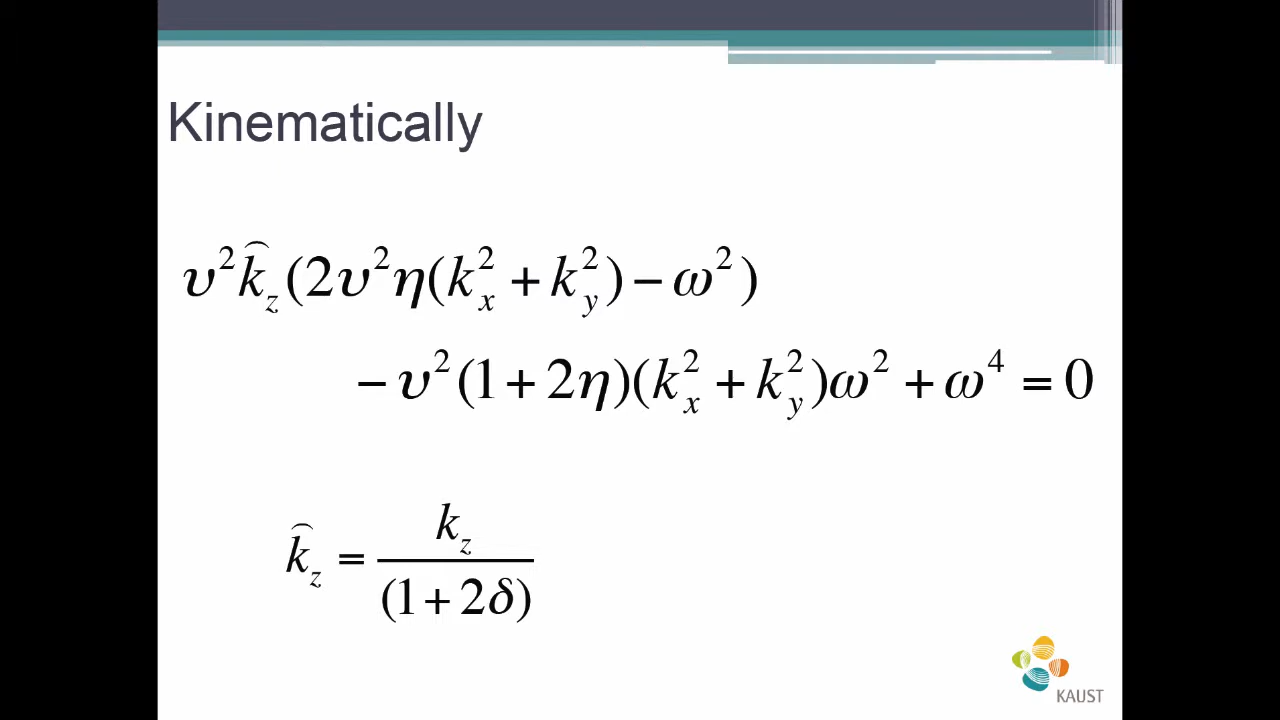 Kinematically
υ²k̑_z(2υ²η(k_x² + k_y²) − ω²)
− υ²(1 + 2η)(k_x² + k_y²)ω² + ω⁴ = 0
k̑_z = k_z / (1 + 2δ)
KAUST